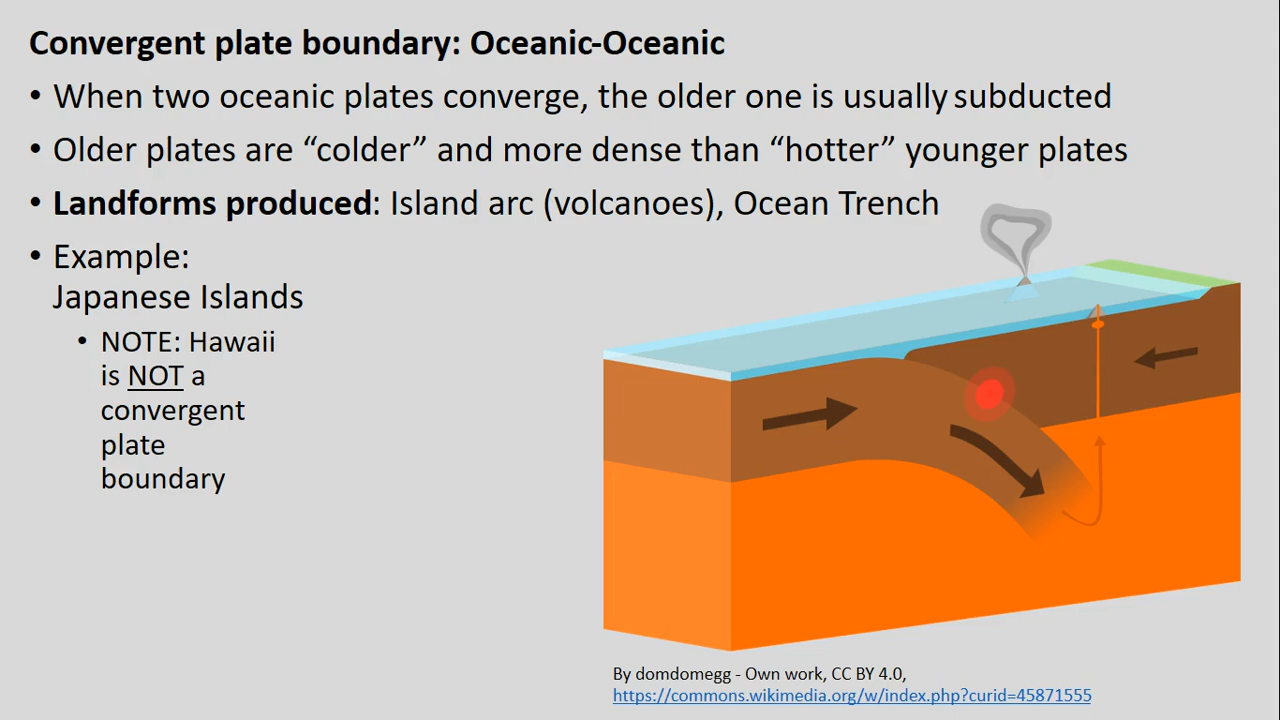 Convergent plate boundary: Oceanic-Oceanic
• When two oceanic plates converge, the older one is usually subducted
• Older plates are “colder” and more dense than “hotter” younger plates
• Landforms produced: Island arc (volcanoes), Ocean Trench
• Example:
Japanese Islands
• NOTE: Hawaii
is NOT a
convergent
plate
boundary
By domdomegg - Own work, CC BY 4.0,
https://commons.wikimedia.org/w/index.php?curid=45871555